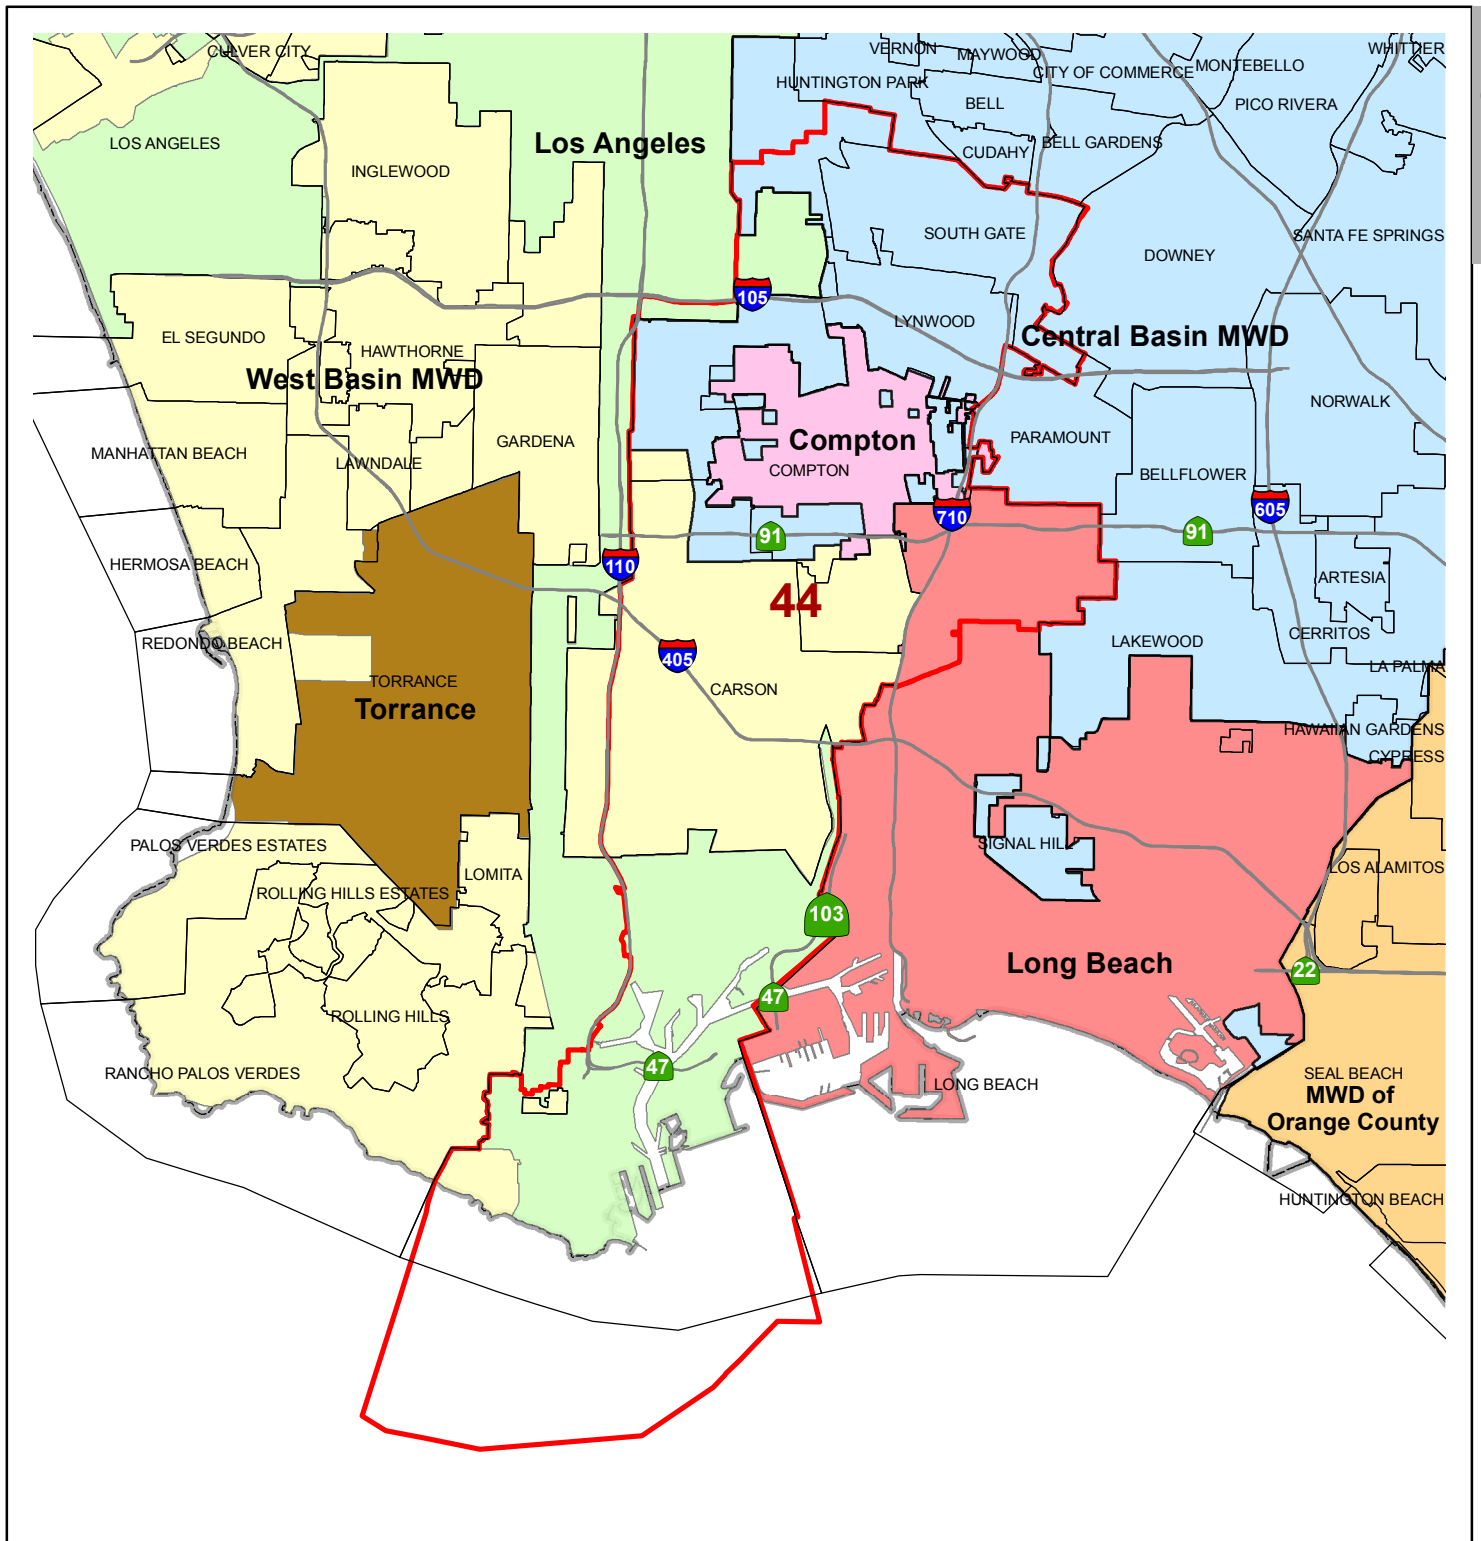 CULVER CITY
VERNON
MAYWOOD
WHITTIER
CITY OF COMMERCE
MONTEBELLO
HUNTINGTON PARK
BELL
PICO RIVERA
LOS ANGELES
Los Angeles
BELL GARDENS
CUDAHY
INGLEWOOD
SOUTH GATE
SANTA FE SPRINGS
DOWNEY
105
LYNWOOD
EL SEGUNDO
Central Basin MWD
HAWTHORNE
West Basin MWD
NORWALK
GARDENA
Compton
PARAMOUNT
MANHATTAN BEACH
LAWNDALE
COMPTON
BELLFLOWER
605
710
91
91
HERMOSA BEACH
110
ARTESIA
44
CERRITOS
REDONDO BEACH
LAKEWOOD
405
LA PALMA
TORRANCE
CARSON
Torrance
HAWAIIAN GARDENS
CYPRESS
PALOS VERDES ESTATES
SIGNAL HILL
LOS ALAMITOS
LOMITA
ROLLING HILLS ESTATES
103
Long Beach
22
47
ROLLING HILLS
47
RANCHO PALOS VERDES
LONG BEACH
SEAL BEACH
MWD of
Orange County
HUNTINGTON BEACH